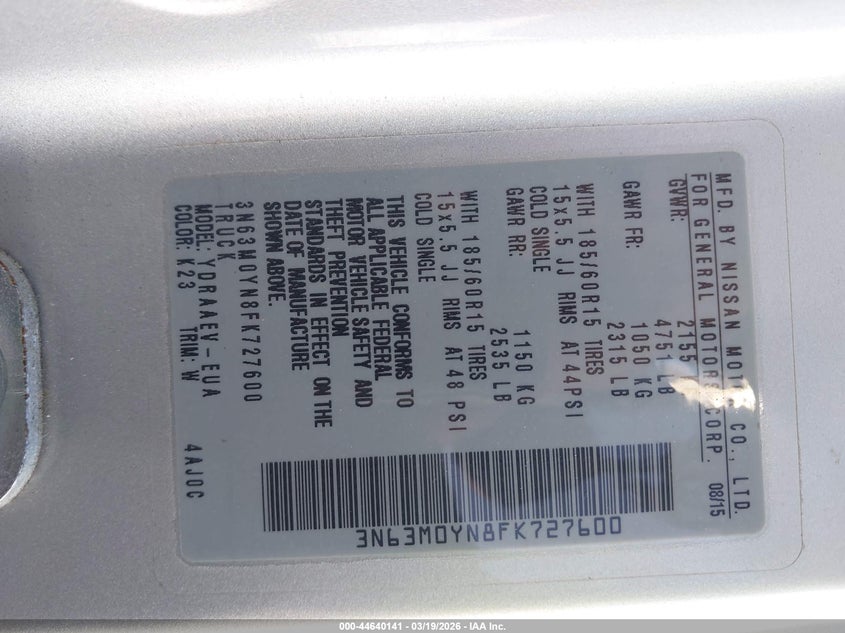 MFD. BY NISSAN MOTOR CO., LTD.
FOR GENERAL MOTORS CORP. 08/15
GVWR: 2155
4751 LB
GAWR FR: 1050 KG
2315 LB
WITH 185/60R15 TIRES
15x5.5 JJ RIMS AT 44PSI
COLD SINGLE
GAWR RR: 1150 KG
2535 LB
WITH 185/60R15 TIRES
15x5.5 JJ RIMS AT 48 PSI
COLD SINGLE
THIS VEHICLE CONFORMS TO
ALL APPLICABLE FEDERAL
MOTOR VEHICLE SAFETY AND
THEFT PREVENTION
STANDARDS IN EFFECT ON THE
DATE OF MANUFACTURE
SHOWN ABOVE.
3N63M0YN8FK727600
TRUCK
MODEL: YDRAAEV-EUA
COLOR: K23 TRIM: W 4AJ0C
3N63M0YN8FK727600
000-44640141 - 03/19/2026 - IAA Inc.